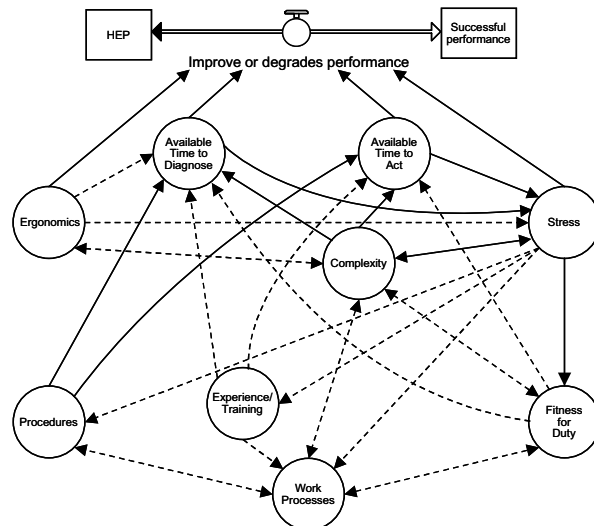 HEP
Successful
performance
Improve or degrades performance
Available
Time to
Diagnose
Available
Time to
Act
Ergonomics
Stress
Complexity
Experience/
Training
Procedures
Fitness
for
Duty
Work
Processes